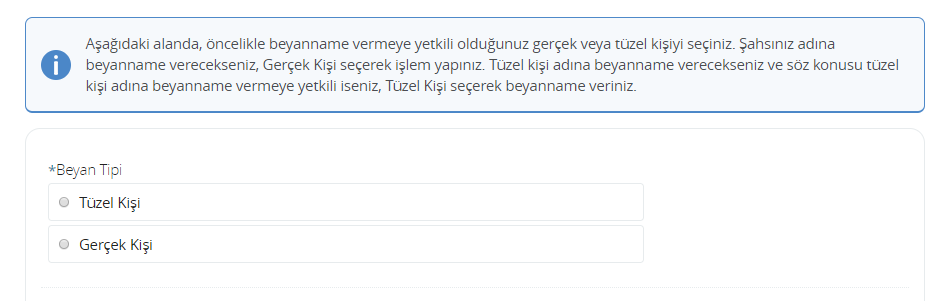 Aşağıdaki alanda, öncelikle beyanname vermeye yetkili olduğunuz gerçek veya tüzel kişiyi seçiniz. Şahsınız adına
beyanname verecekseniz, Gerçek Kişi seçerek işlem yapınız. Tüzel kişi adına beyanname verecekseniz ve söz konusu tüzel
kişi adına beyanname vermeye yetkili iseniz, Tüzel Kişi seçerek beyanname veriniz.
*Beyan Tipi
Tüzel Kişi
Gerçek Kişi